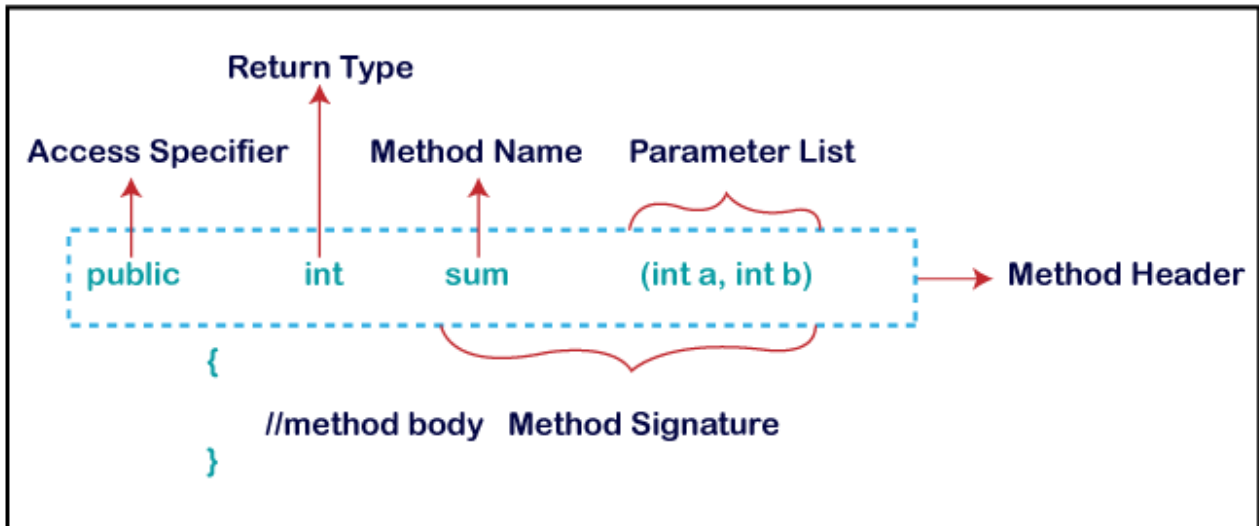 Return Type
Access Specifier Method Name Parameter List
public int sum (int a, int b) Method Header
{
//method body Method Signature
}